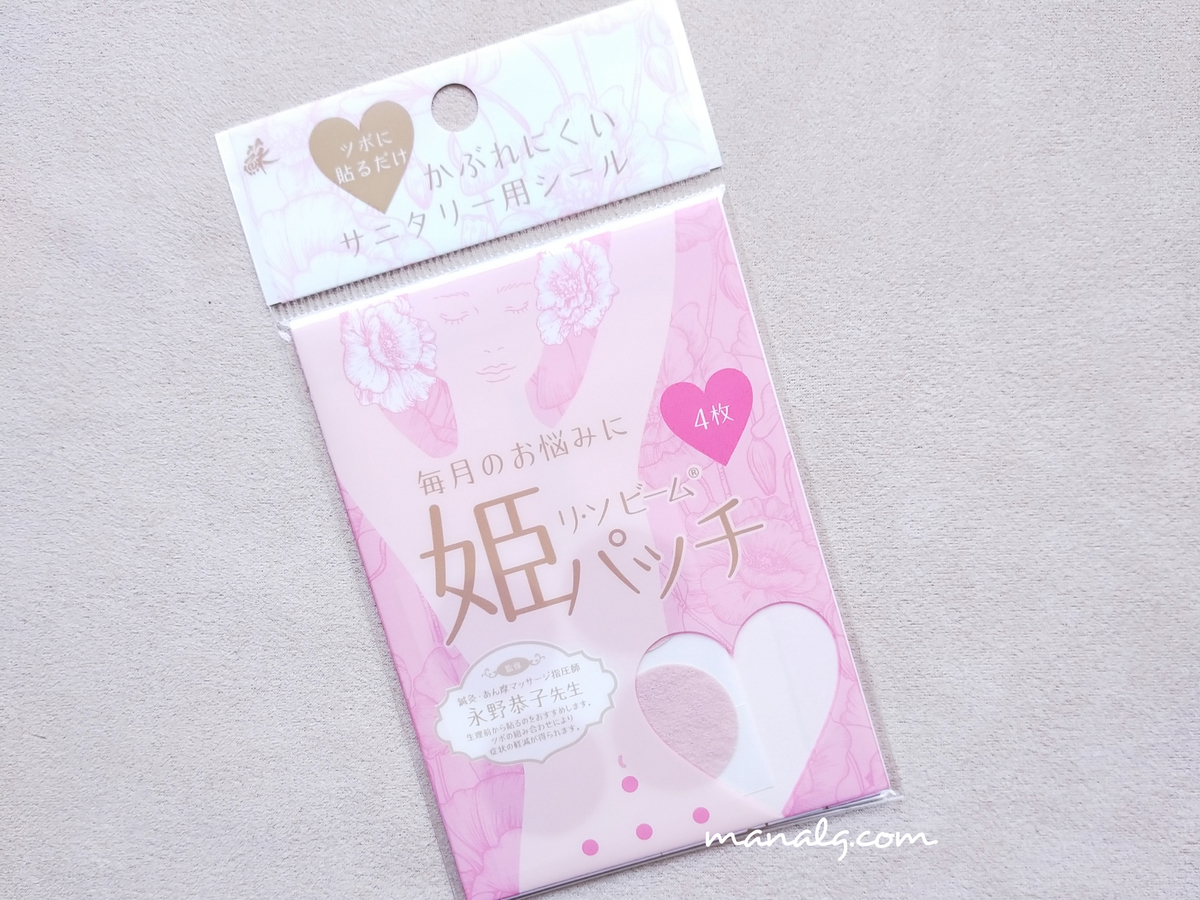 蘇
ツボに
貼るだけ
かぶれにくい
サニタリー用シール
4枚
毎月のお悩みに
リ・ソビーム®
姫パッチ
監修
鍼灸・あん摩マッサージ指圧師
永野恭子先生
生理前から貼るのをおすすめします。
ツボの組み合わせにより
症状の軽減が得られます。
manalg.com